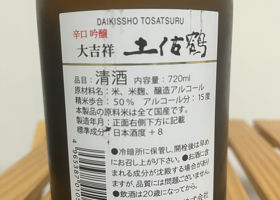 DAIKISSHO TOSATSURU
辛口 吟醸
大吉祥 土佐鶴
品目:清酒 内容量:720ml
原材料名:米、米麹、醸造アルコール
精米歩合:50% アルコール分:15度
本製品の原料米は全て国産です。
製造年月:正面右側下方に記載
標準成分 日本酒度+8
●冷暗所に保管し、開栓後は早め
にお召し上がり下さい。●お酒に含
まれる成分が沈殿する場合があり
ますが、品質には問題ございません。
●飲酒は20歳になってから。